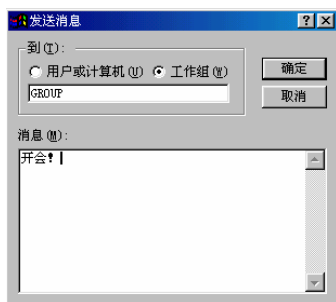 发送消息
到(T):
用户或计算机(U) 工作组(W)
确定
GROUP
取消
消息(M):
开会!